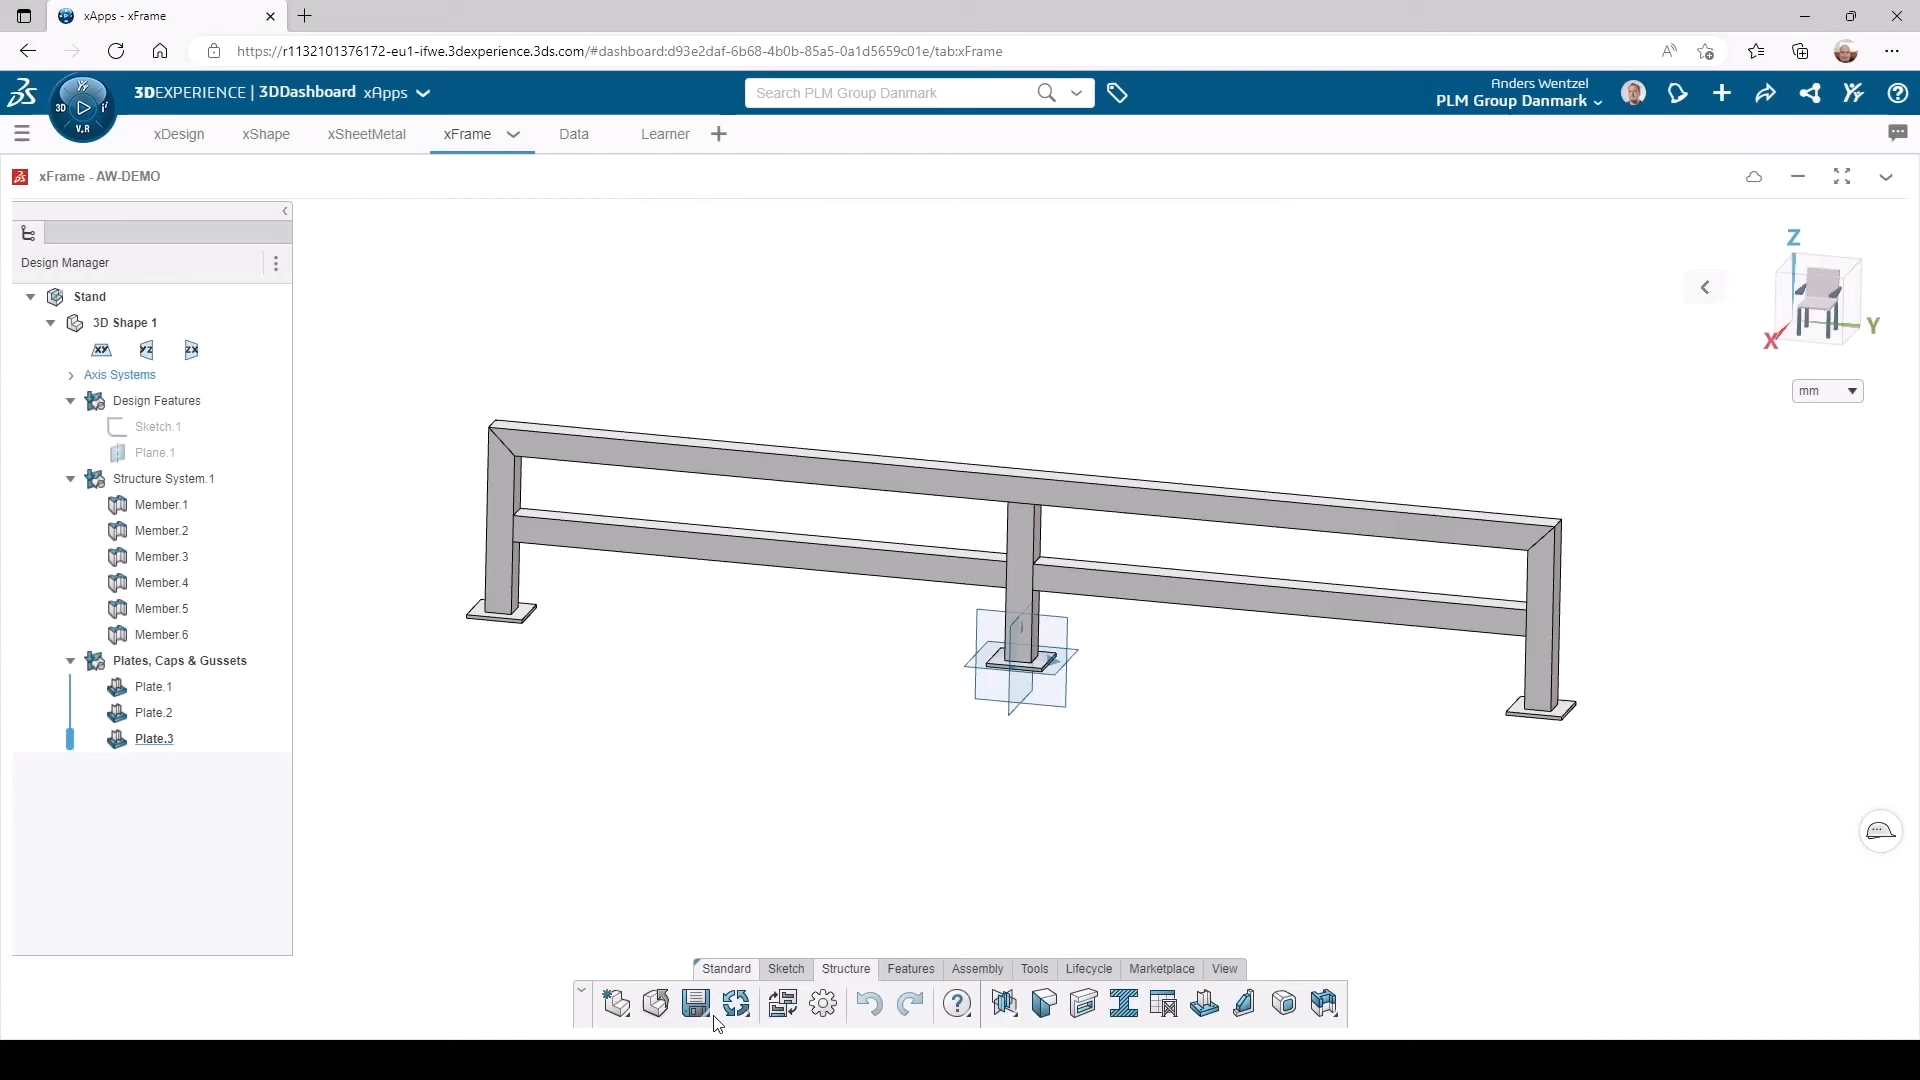 xApps - xFrame
https://r1132101376172-eu1-ifwe.3dexperience.3ds.com/#dashboard:d93e2daf-6b68-4b0b-85a5-0a1d5659c01e/tab:xFrame
3D
V.R
3DEXPERIENCE | 3DDashboard xApps
Search PLM Group Danmark
Anders Wentzel
PLM Group Danmark
xDesign
xShape
xSheetMetal
xFrame
Data
Learner
xFrame - AW-DEMO
Design Manager
Stand
3D Shape 1
XY
YZ
ZX
Axis Systems
Design Features
Sketch.1
Plane.1
Structure System.1
Member.1
Member.2
Member.3
Member.4
Member.5
Member.6
Plates, Caps & Gussets
Plate.1
Plate.2
Plate.3
Z
Y
X
mm
Standard
Sketch
Structure
Features
Assembly
Tools
Lifecycle
Marketplace
View